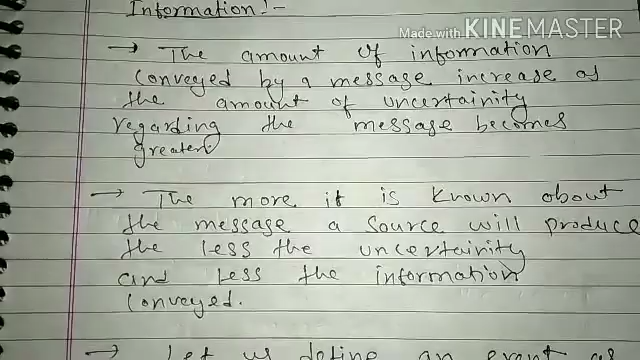 Information :-
Made with KINEMASTER
→ The amount of information
conveyed by a message increase as
the amount of uncertainity
regarding the message becomes
greater.
→ The more it is known about
the message a source will produce
the less the uncertainity
and less the information
conveyed.
→ Let us define an event as